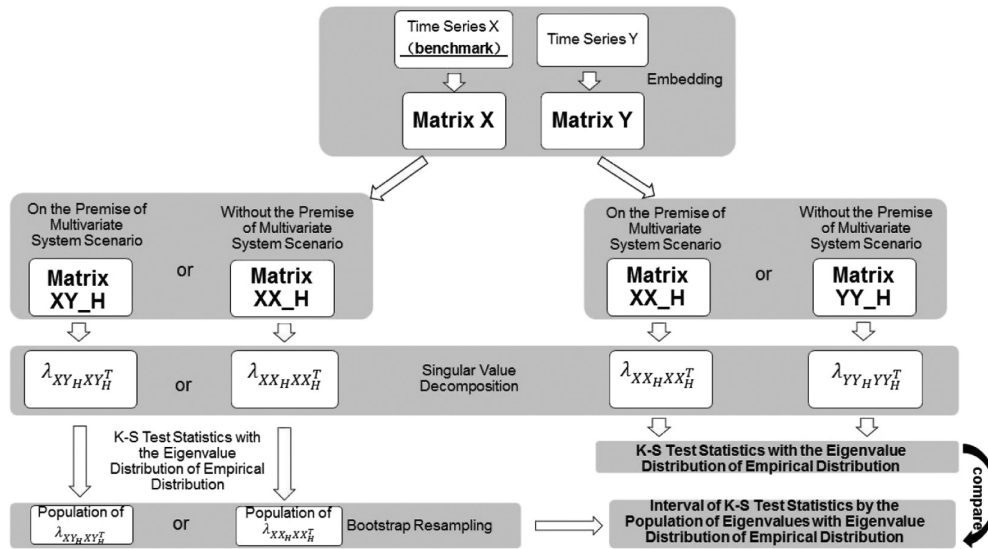 Time Series X
(benchmark)
Time Series Y
Embedding
Matrix X
Matrix Y
On the Premise of
Multivariate
System Scenario
Without the Premise
of Multivariate
System Scenario
Matrix
XY_H
or
Matrix
XX_H
On the Premise of
Multivariate
System Scenario
Without the Premise
of Multivariate
System Scenario
Matrix
XX_H
or
Matrix
YY_H
λ_{XY_H XY_H^T}
or
λ_{XX_H XX_H^T}
Singular Value
Decomposition
λ_{XX_H XX_H^T}
λ_{YY_H YY_H^T}
K-S Test Statistics with
the Eigenvalue
Distribution of Empirical
Distribution
K-S Test Statistics with the Eigenvalue
Distribution of Empirical Distribution
compare
Population of
λ_{XY_H XY_H^T}
or
Population of
λ_{XX_H XX_H^T}
Bootstrap Resampling
Interval of K-S Test Statistics by the
Population of Eigenvalues with Eigenvalue
Distribution of Empirical Distribution